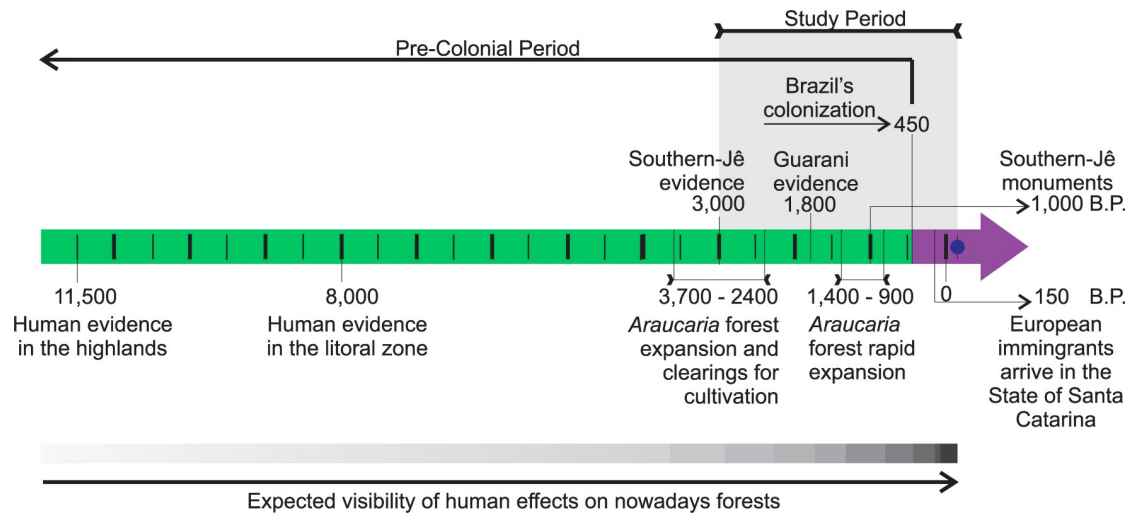 Study Period
Pre-Colonial Period
Brazil's
colonization
450
Southern-Jê
evidence
3,000
Guarani
evidence
1,800
Southern-Jê
monuments
1,000 B.P.
11,500
Human evidence
in the highlands
8,000
Human evidence
in the litoral zone
3,700 - 2400
Araucaria forest
expansion and
clearings for
cultivation
1,400 - 900
Araucaria
forest rapid
expansion
0
150 B.P.
European
immingrants
arrive in the
State of Santa
Catarina
Expected visibility of human effects on nowadays forests